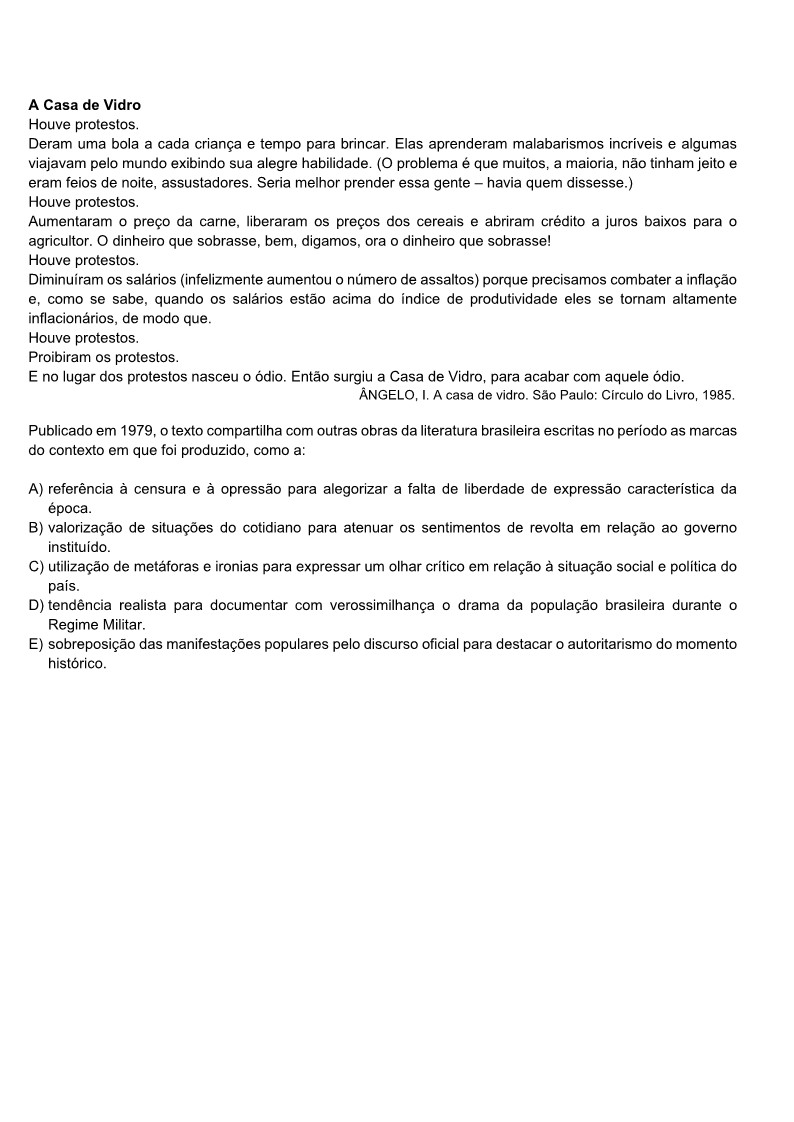 A Casa de Vidro
Houve protestos.
Deram uma bola a cada criança e tempo para brincar. Elas aprenderam malabarismos incríveis e algumas
viajavam pelo mundo exibindo sua alegre habilidade. (O problema é que muitos, a maioria, não tinham jeito e
eram feios de noite, assustadores. Seria melhor prender essa gente – havia quem dissesse.)
Houve protestos.
Aumentaram o preço da carne, liberaram os preços dos cereais e abriram crédito a juros baixos para o
agricultor. O dinheiro que sobrasse, bem, digamos, ora o dinheiro que sobrasse!
Houve protestos.
Diminuíram os salários (infelizmente aumentou o número de assaltos) porque precisamos combater a inflação
e, como se sabe, quando os salários estão acima do índice de produtividade eles se tornam altamente
inflacionários, de modo que.
Houve protestos.
Proibiram os protestos.
E no lugar dos protestos nasceu o ódio. Então surgiu a Casa de Vidro, para acabar com aquele ódio.
ÂNGELO, I. A casa de vidro. São Paulo: Círculo do Livro, 1985.
Publicado em 1979, o texto compartilha com outras obras da literatura brasileira escritas no período as marcas
do contexto em que foi produzido, como a:
A) referência à censura e à opressão para alegorizar a falta de liberdade de expressão característica da
época.
B) valorização de situações do cotidiano para atenuar os sentimentos de revolta em relação ao governo
instituído.
C) utilização de metáforas e ironias para expressar um olhar crítico em relação à situação social e política do
país.
D) tendência realista para documentar com verossimilhança o drama da população brasileira durante o
Regime Militar.
E) sobreposição das manifestações populares pelo discurso oficial para destacar o autoritarismo do momento
histórico.